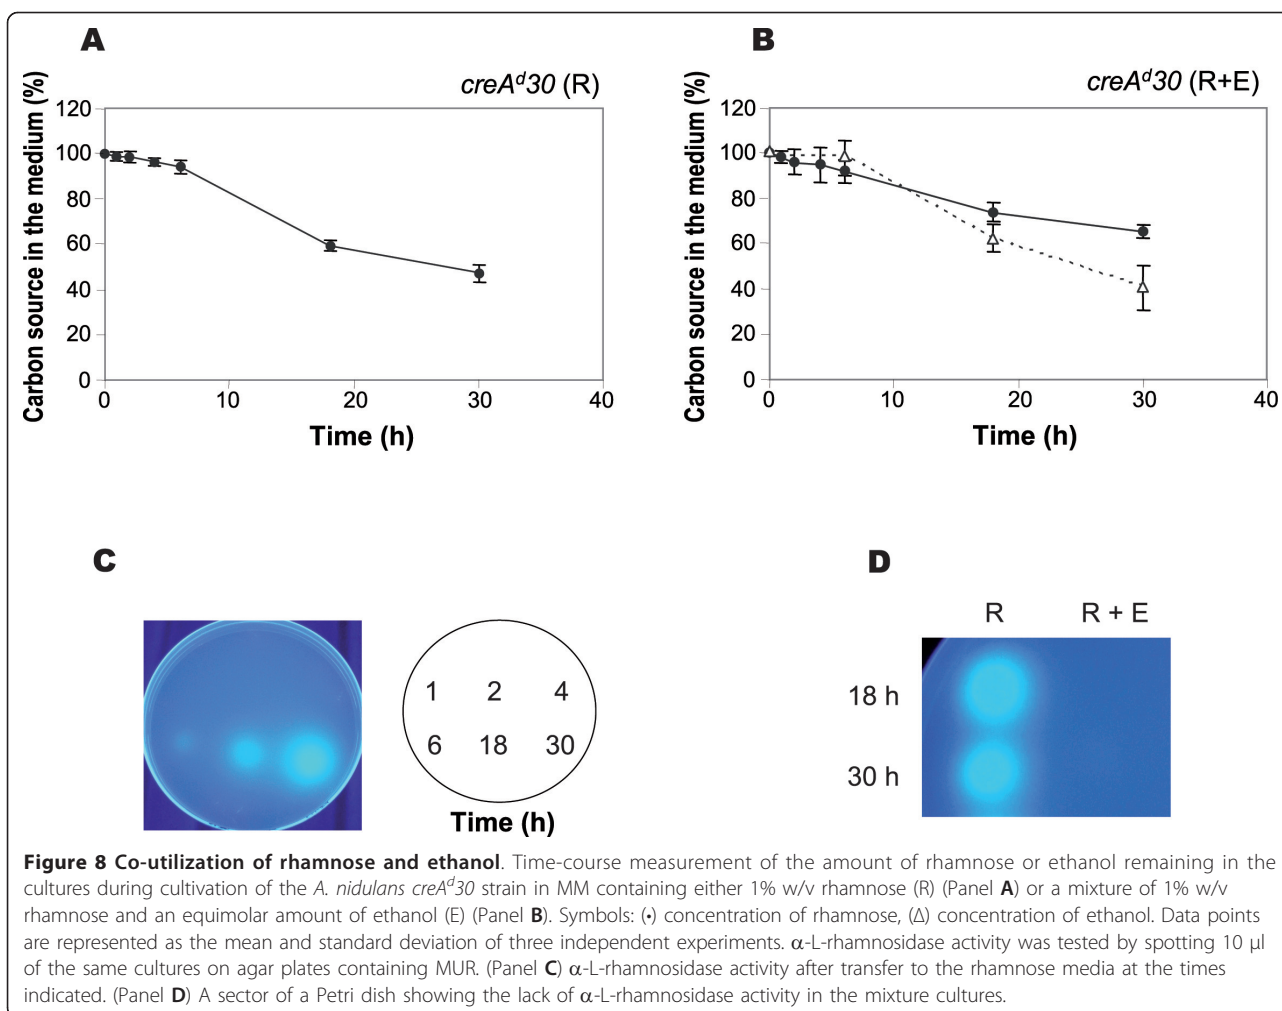 A
creAᵈ30 (R)
Carbon source in the medium (%)
120
100
80
60
40
20
0
0 10 20 30 40
Time (h)
B
creAᵈ30 (R+E)
Carbon source in the medium (%)
120
100
80
60
40
20
0
0 10 20 30 40
Time (h)
C
1 2 4
6 18 30
Time (h)
D
R R + E
18 h
30 h
Figure 8 Co-utilization of rhamnose and ethanol. Time-course measurement of the amount of rhamnose or ethanol remaining in the
cultures during cultivation of the A. nidulans creAᵈ30 strain in MM containing either 1% w/v rhamnose (R) (Panel A) or a mixture of 1% w/v
rhamnose and an equimolar amount of ethanol (E) (Panel B). Symbols: (•) concentration of rhamnose, (Δ) concentration of ethanol. Data points
are represented as the mean and standard deviation of three independent experiments. α-L-rhamnosidase activity was tested by spotting 10 μl
of the same cultures on agar plates containing MUR. (Panel C) α-L-rhamnosidase activity after transfer to the rhamnose media at the times
indicated. (Panel D) A sector of a Petri dish showing the lack of α-L-rhamnosidase activity in the mixture cultures.